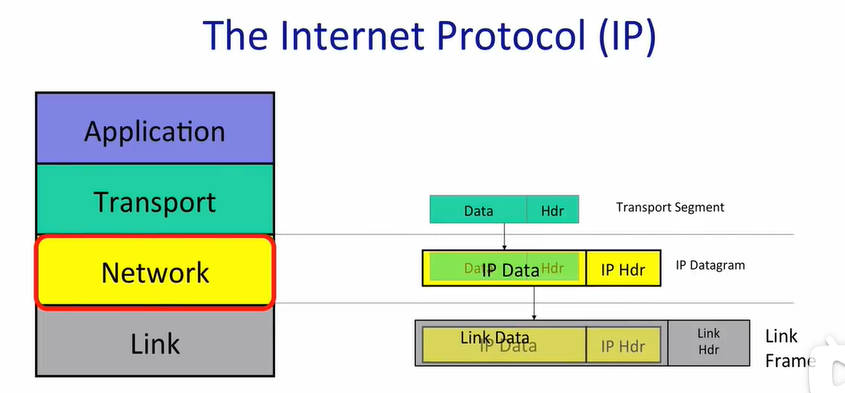 The Internet Protocol (IP)
Application
Transport
Network
Link
Data Hdr Transport Segment
Data Hdr
IP Data IP Hdr IP Datagram
Link Data
IP Data IP Hdr
Link
Hdr
Link
Frame